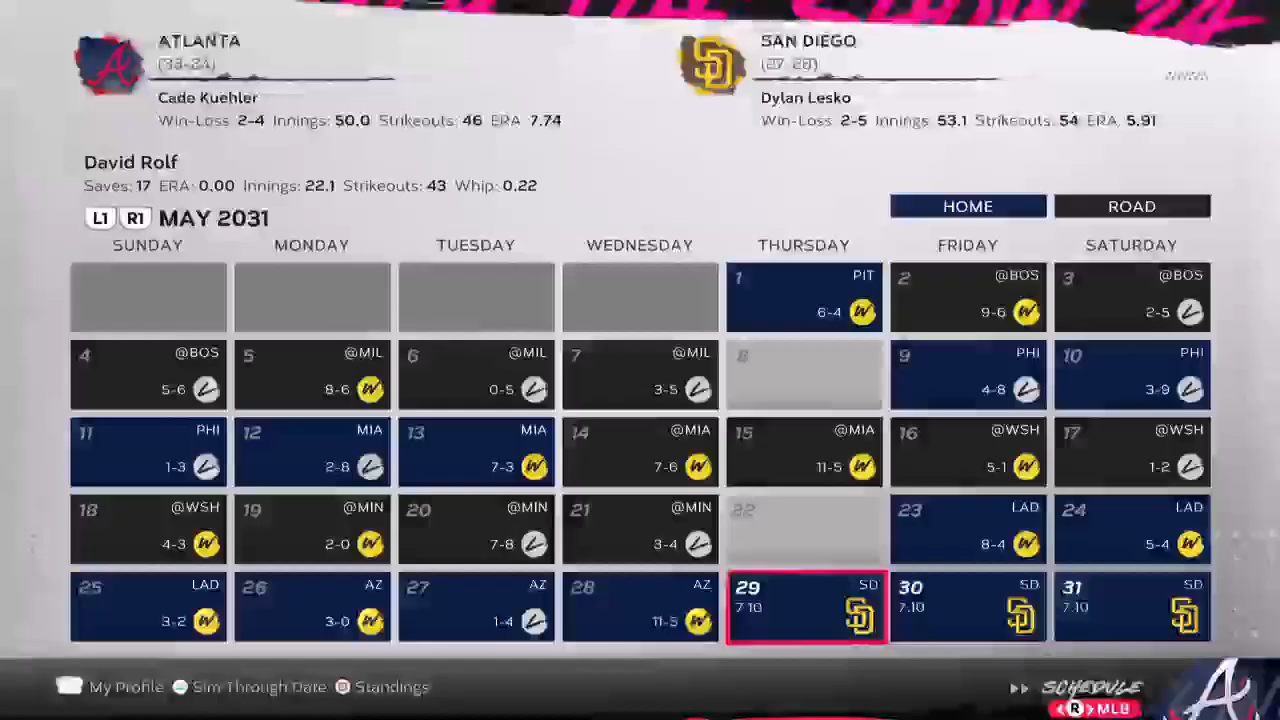 THE SHOW 24
ATLANTA
SAN DIEGO
Cade Kuehler
Dylan Lesko
Win-Loss: 2-4 Innings: 50.0 Strikeouts: 46 ERA: 7.74
Win-Loss: 2-5 Innings: 53.1 Strikeouts: 54 ERA: 5.91
David Rolf
Saves: 17 ERA: 0.00 Innings: 22.1 Strikeouts: 43 Whip: 0.22
L1 R1 MAY 2031
HOME ROAD
SUNDAY MONDAY TUESDAY WEDNESDAY THURSDAY FRIDAY SATURDAY
1 PIT 2 @BOS 3 @BOS
6-4 W 9-6 W 2-5 L
4 @BOS 5 @MIL 6 @MIL 7 @MIL 8 9 PHI 10 PHI
5-6 L 8-6 W 0-5 L 3-5 L 4-8 L 3-9 L
11 PHI 12 MIA 13 MIA 14 @MIA 15 @MIA 16 @WSH 17 @WSH
1-3 L 2-8 L 7-3 W 7-6 W 11-5 W 5-1 W 1-2 L
18 @WSH 19 @MIN 20 @MIN 21 @MIN 22 23 LAD 24 LAD
4-3 W 2-0 W 7-8 L 3-4 L 8-4 W 5-4 W
25 LAD 26 AZ 27 AZ 28 AZ 29 SD 30 SD 31 SD
7:10 7:10 7:10
3-2 W 3-0 W 1-4 L 11-5 W SD SD SD
My Profile Sim Through Date Standings
SCHEDULE
R MLB